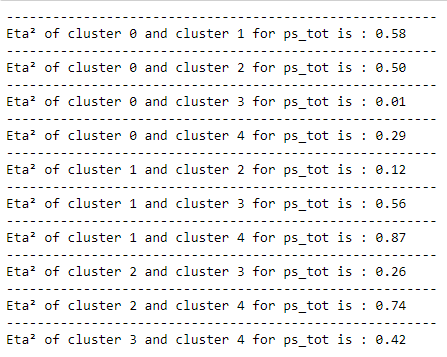 ------------------------------------------------------
Eta² of cluster 0 and cluster 1 for ps_tot is : 0.58
------------------------------------------------------
Eta² of cluster 0 and cluster 2 for ps_tot is : 0.50
------------------------------------------------------
Eta² of cluster 0 and cluster 3 for ps_tot is : 0.01
------------------------------------------------------
Eta² of cluster 0 and cluster 4 for ps_tot is : 0.29
------------------------------------------------------
Eta² of cluster 1 and cluster 2 for ps_tot is : 0.12
------------------------------------------------------
Eta² of cluster 1 and cluster 3 for ps_tot is : 0.56
------------------------------------------------------
Eta² of cluster 1 and cluster 4 for ps_tot is : 0.87
------------------------------------------------------
Eta² of cluster 2 and cluster 3 for ps_tot is : 0.26
------------------------------------------------------
Eta² of cluster 2 and cluster 4 for ps_tot is : 0.74
------------------------------------------------------
Eta² of cluster 3 and cluster 4 for ps_tot is : 0.42